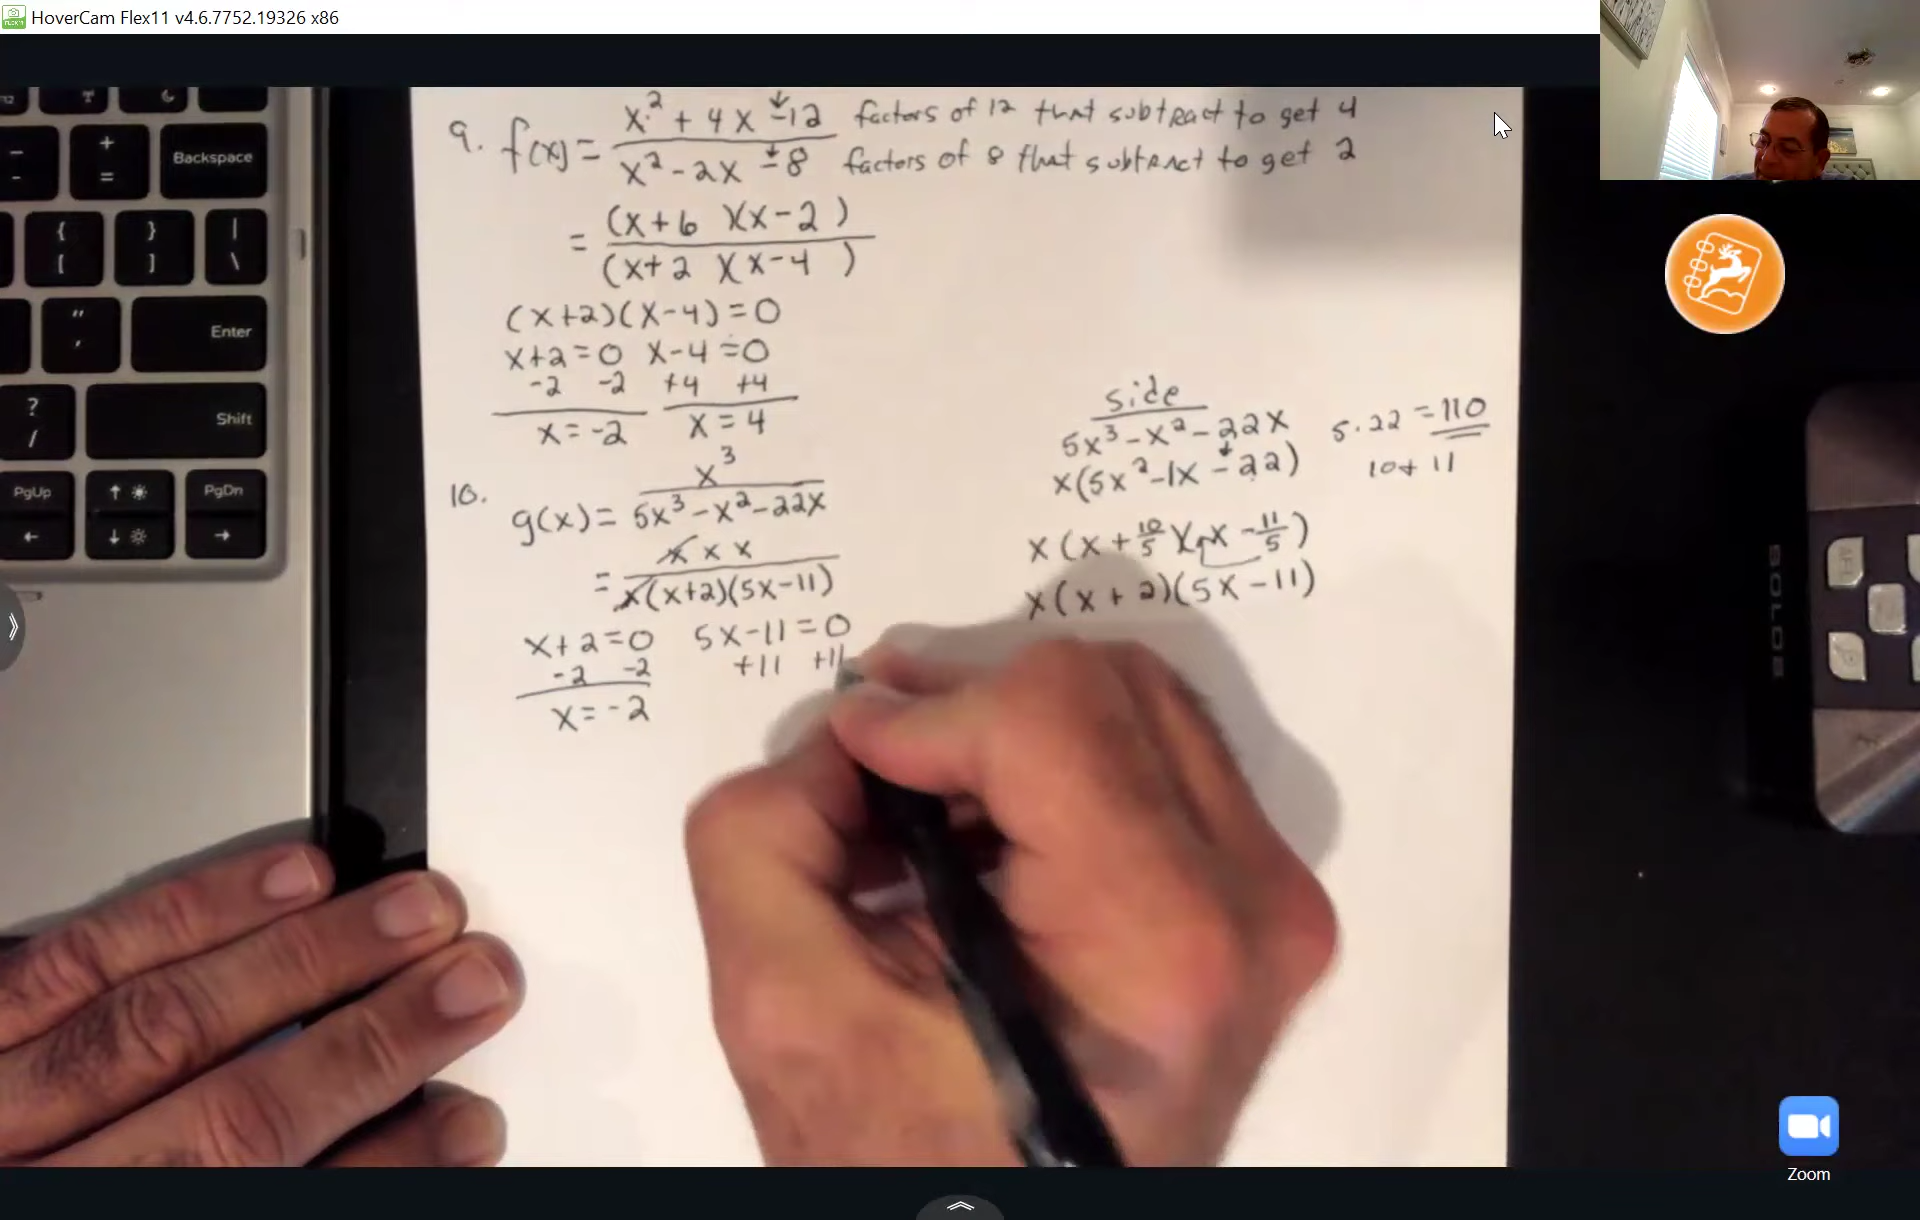 HoverCam Flex11 v4.6.7752.19326 x86
9. f(x) = x² + 4x - 12 factors of 12 that subtract to get 4
x² - 2x - 8 factors of 8 that subtract to get 2
= (x+6)(x-2)
(x+2)(x-4)
(x+2)(x-4)=0
x+2=0 x-4=0
-2 -2 +4 +4
x=-2 x=4
10. g(x) = x³
5x³-x²-22x
= x x x
x(x+2)(5x-11)
x+2=0 5x-11=0
-2 -2 +11 +11
x=-2
side
5x³-x²-22x 5·22=110
x(5x²-1x-22) 10+11
x(x+10/5)(x-11/5)
x(x+2)(5x-11)
- + Backspace
- =
{ } |
[ ] \
" Enter
,
? Shift
/
PgUp PgDn
SOLDE
Zoom